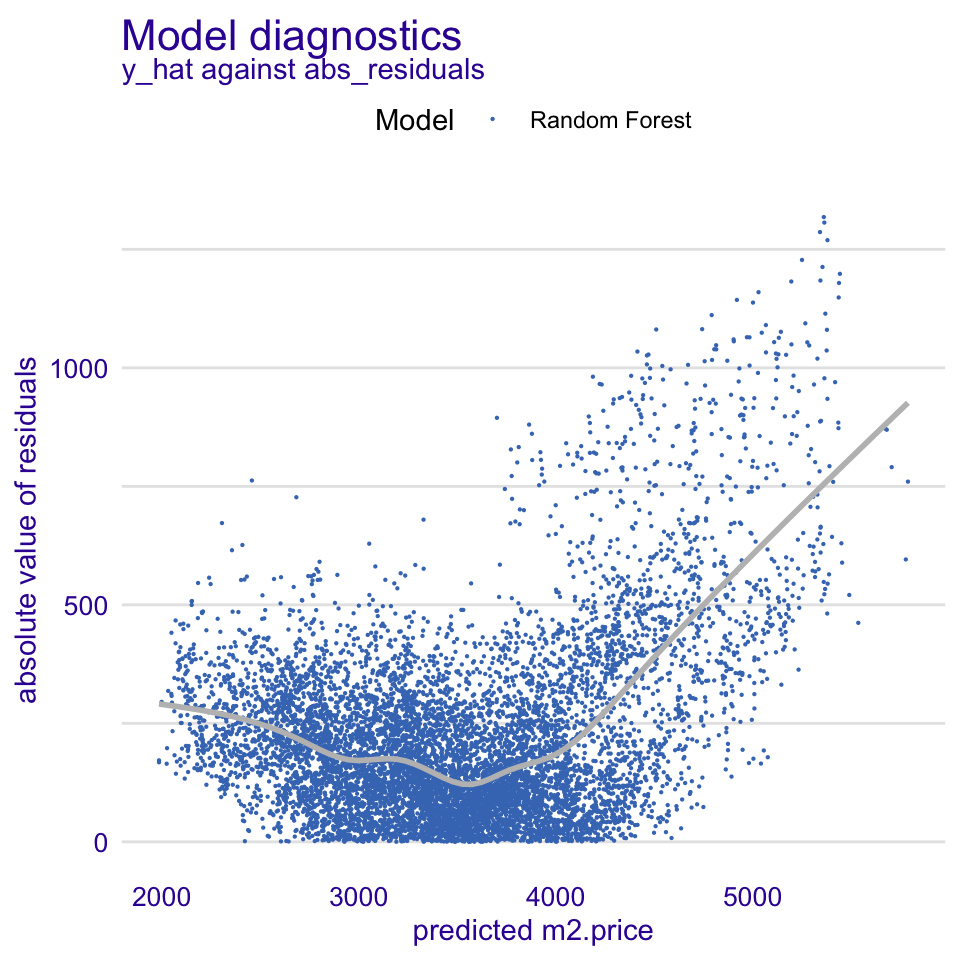 Model diagnostics
y_hat against abs_residuals
Model
Random Forest
absolute value of residuals
1000
500
0
2000
3000
4000
5000
predicted m2.price